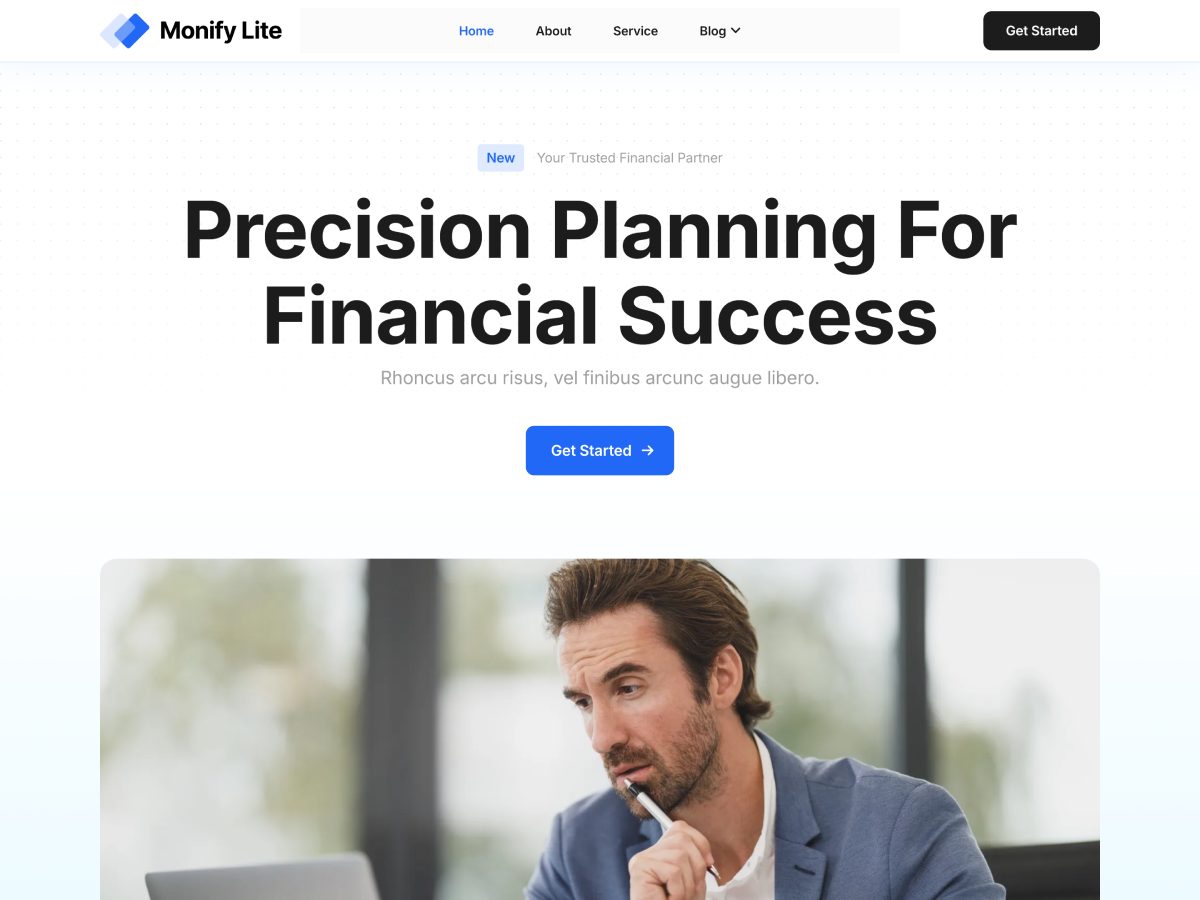 Monify Lite
Home
About
Service
Blog
Get Started
New
Your Trusted Financial Partner
Precision Planning For
Financial Success
Rhoncus arcu risus, vel finibus arcunc augue libero.
Get Started